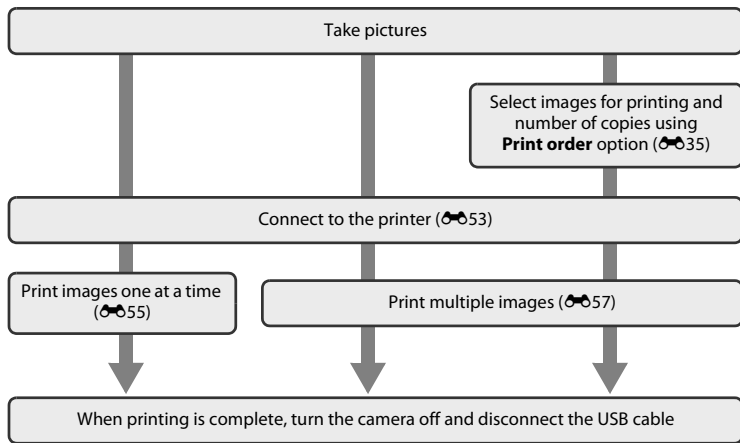 Take pictures
Select images for printing and
number of copies using
Print order option (35)
Connect to the printer (53)
Print images one at a time
(55)
Print multiple images (57)
When printing is complete, turn the camera off and disconnect the USB cable